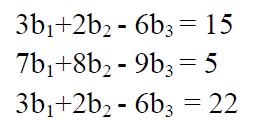 3b₁+2b₂ - 6b₃ = 15
7b₁+8b₂ - 9b₃ = 5
3b₁+2b₂ - 6b₃ = 22